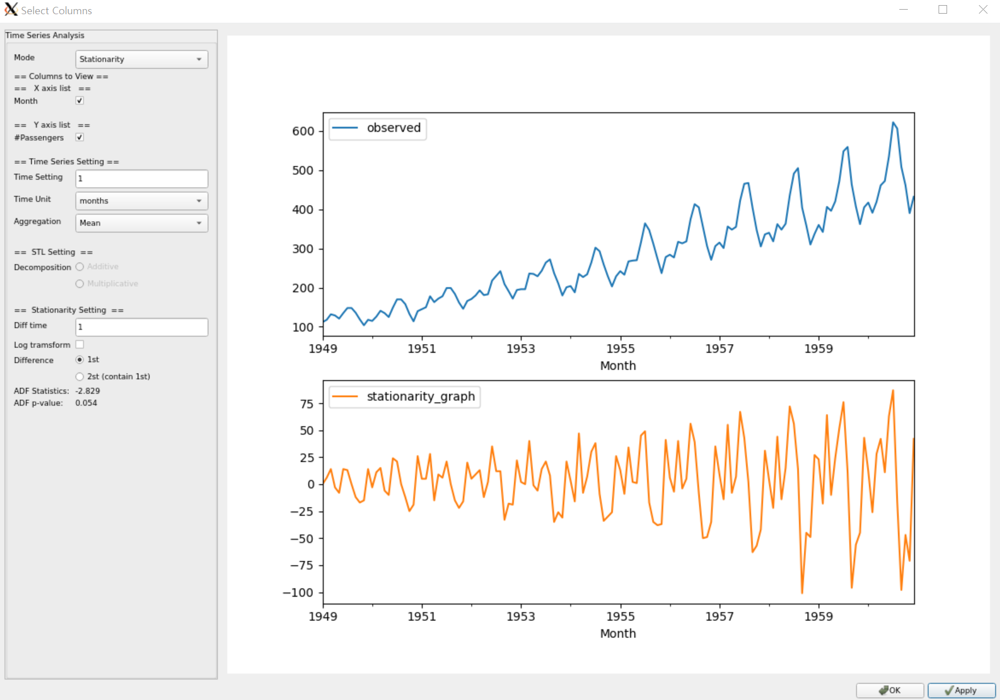 Select Columns
Time Series Analysis
Mode Stationarity
== Columns to View ==
== X axis list ==
Month
== Y axis list ==
#Passengers
== Time Series Setting ==
Time Setting 1
Time Unit months
Aggregation Mean
== STL Setting ==
Decomposition Additive
Multiplicative
== Stationarity Setting ==
Diff time 1
Log tramsform
Difference 1st
2st (contain 1st)
ADF Statistics: -2.829
ADF p-value: 0.054
observed
600
500
400
300
200
100
1949 1951 1953 1955 1957 1959
Month
stationarity_graph
75
50
25
0
−25
−50
−75
−100
1949 1951 1953 1955 1957 1959
Month
OK Apply